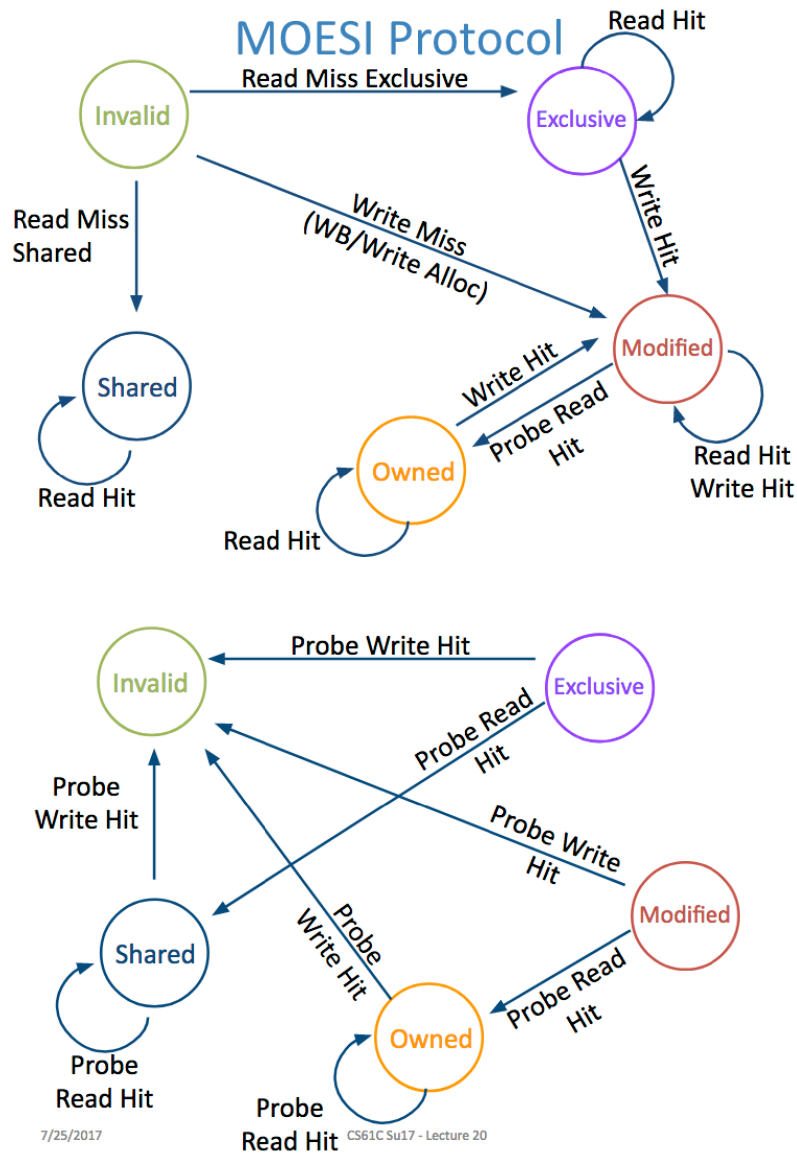 MOESI Protocol
Read Hit
Read Miss Exclusive
Invalid
Exclusive
Read Miss
Shared
Write Miss
(WB/Write Alloc)
Write Hit
Modified
Shared
Write Hit
Probe Read
Hit
Owned
Read Hit
Write Hit
Read Hit
Read Hit
Probe Write Hit
Invalid
Exclusive
Probe Read
Hit
Probe
Write Hit
Probe Write
Hit
Probe
Write Hit
Modified
Shared
Probe Read
Hit
Owned
Probe
Read Hit
Probe
Read Hit
7/25/2017
CS61C Su17 - Lecture 20